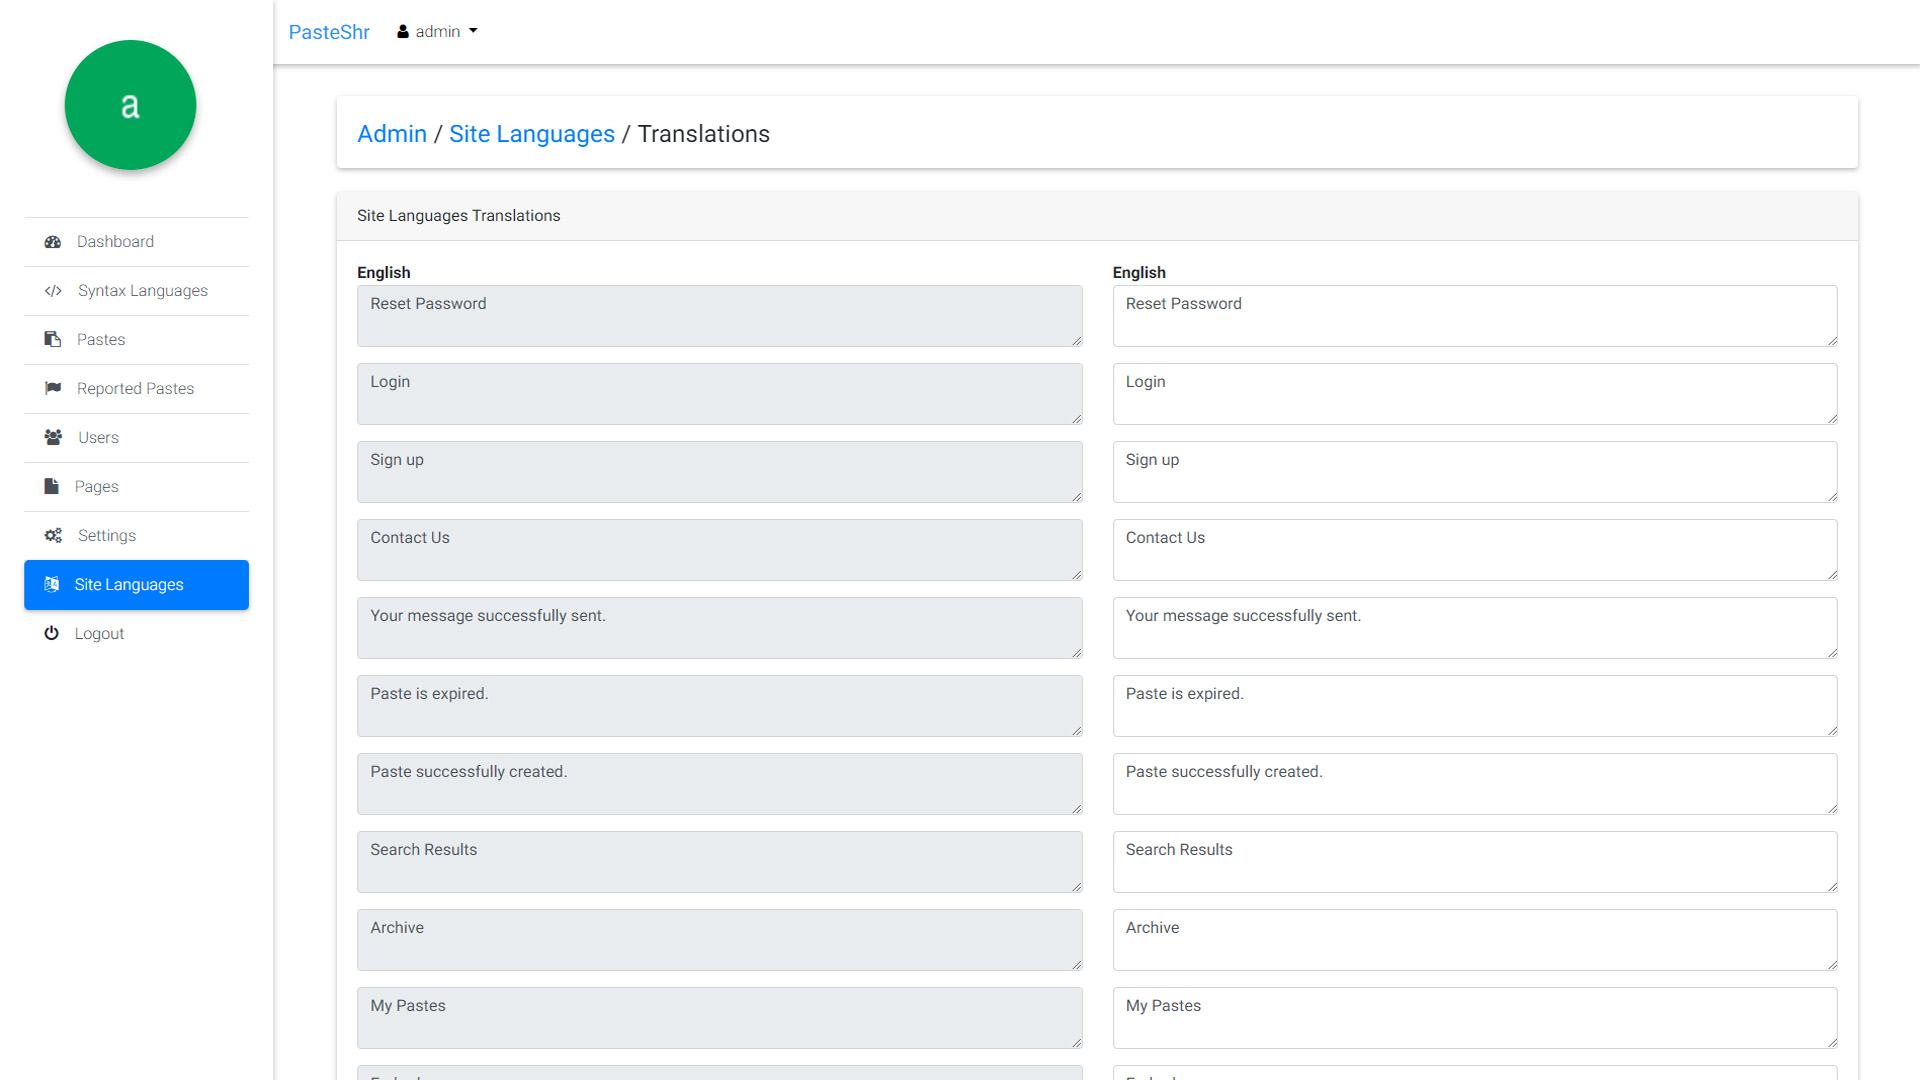 a
PasteShr
admin
Dashboard
Syntax Languages
Pastes
Reported Pastes
Users
Pages
Settings
Site Languages
Logout
Admin / Site Languages / Translations
Site Languages Translations
English English
Reset Password Reset Password
Login Login
Sign up Sign up
Contact Us Contact Us
Your message successfully sent. Your message successfully sent.
Paste is expired. Paste is expired.
Paste successfully created. Paste successfully created.
Search Results Search Results
Archive Archive
My Pastes My Pastes